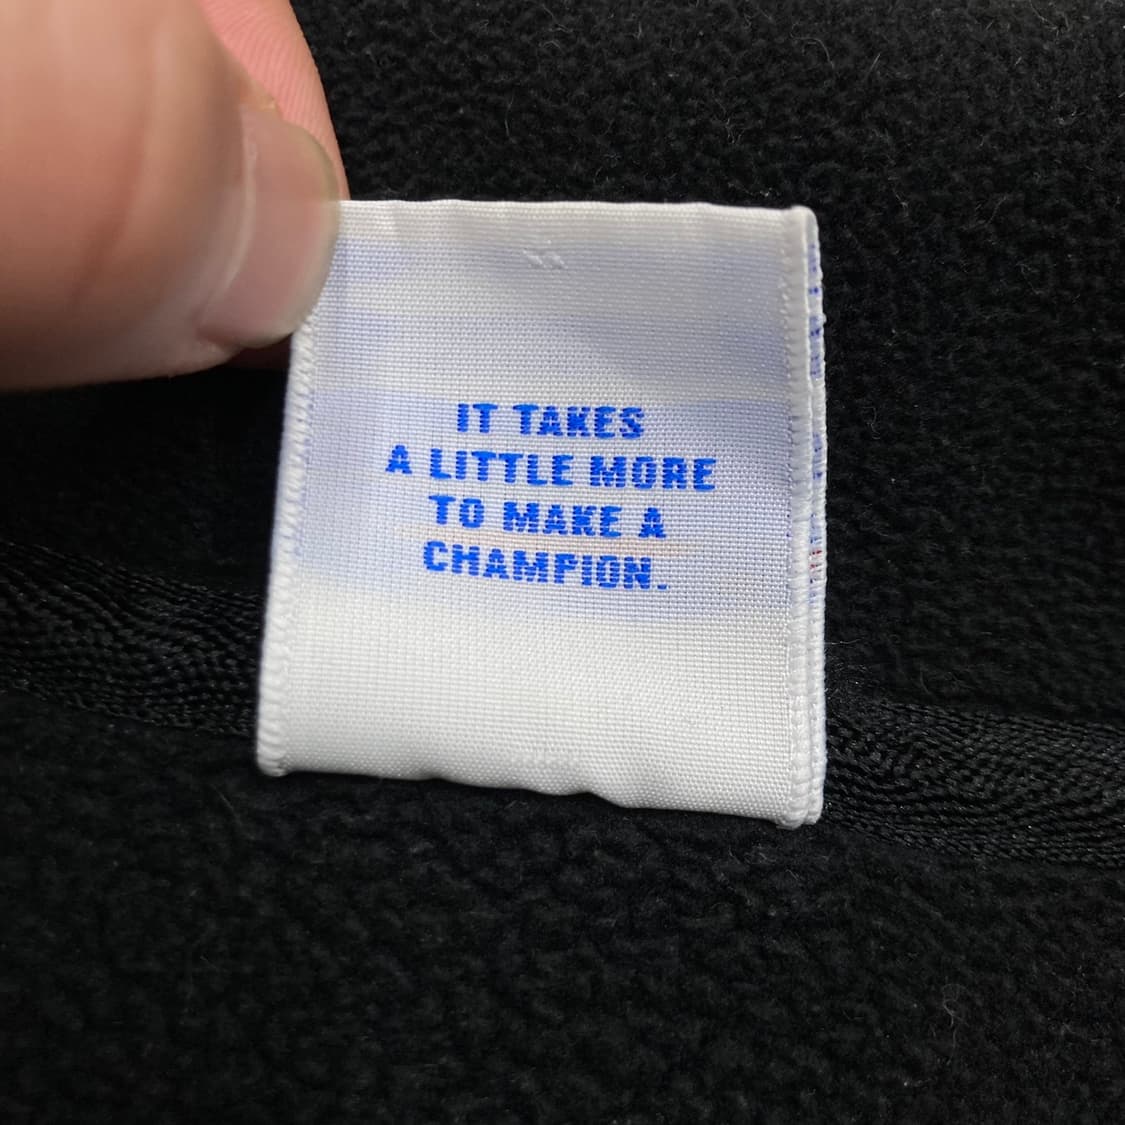 IT TAKES
A LITTLE MORE
TO MAKE A
CHAMPION.